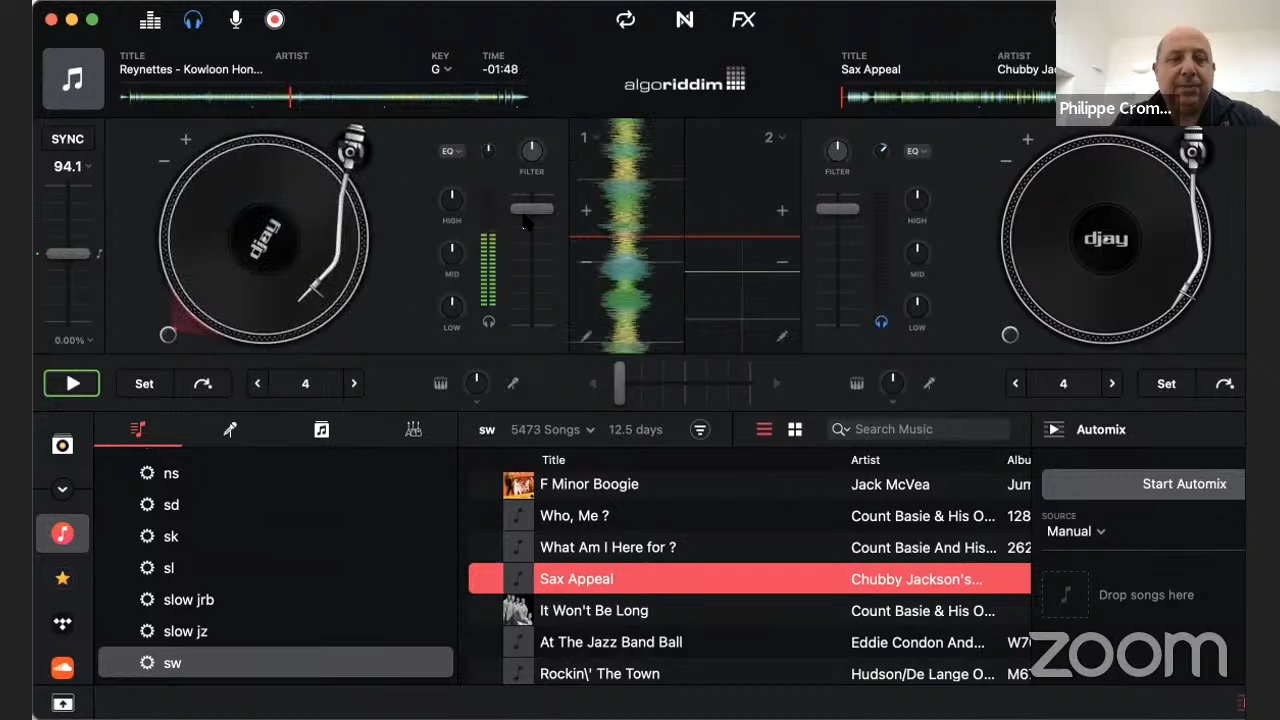 FX
TITLE
ARTIST
KEY
TIME
Reynettes - Kowloon Hon...
G
-01:48
algoriddim
TITLE
ARTIST
Sax Appeal
Chubby Jac
Philippe Crom...
SYNC
94.1
EQ
FILTER
HIGH
MID
LOW
djay
0.00%
1
2
FILTER
EQ
HIGH
MID
LOW
djay
Set
4
4
Set
sw
5473 Songs
12.5 days
Search Music
Automix
ns
sd
sk
sl
slow jrb
slow jz
sw
Title
Artist
Albu
F Minor Boogie
Jack McVea
Jum
Who, Me ?
Count Basie & His O...
128
What Am I Here for ?
Count Basie And His...
262
Sax Appeal
Chubby Jackson's...
It Won't Be Long
Count Basie & His O...
At The Jazz Band Ball
Eddie Condon And...
W70
Rockin\' The Town
Hudson/De Lange O...
Start Automix
SOURCE
Manual
Drop songs here
zoom